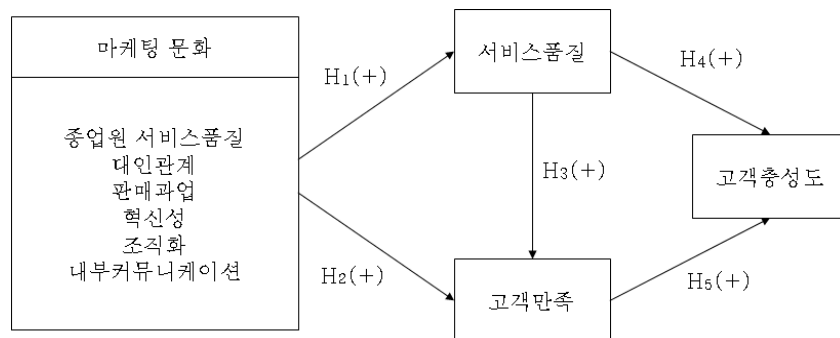 마케팅 문화
종업원 서비스품질
대인관계
판매과업
혁신성
조직화
내부커뮤니케이션
H1(+)
H2(+)
서비스품질
H3(+)
고객만족
H4(+)
H5(+)
고객충성도